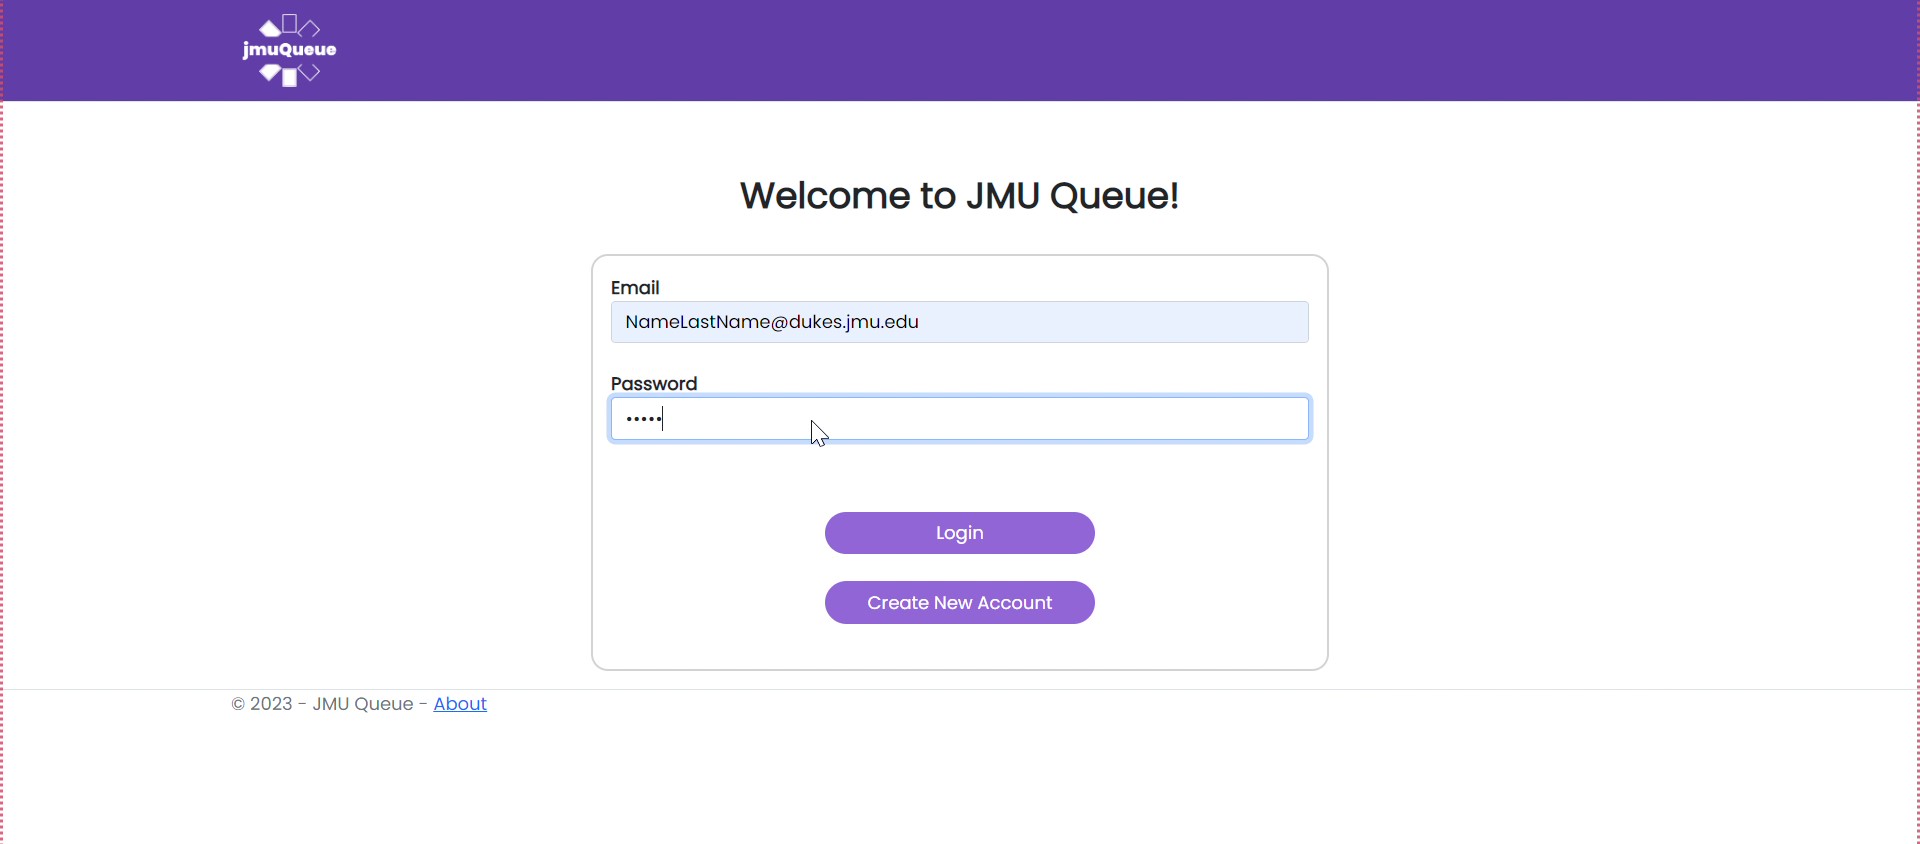 jmuQueue
Welcome to JMU Queue!
Email
NameLastName@dukes.jmu.edu
Password
•••••
Login
Create New Account
© 2023 - JMU Queue - About